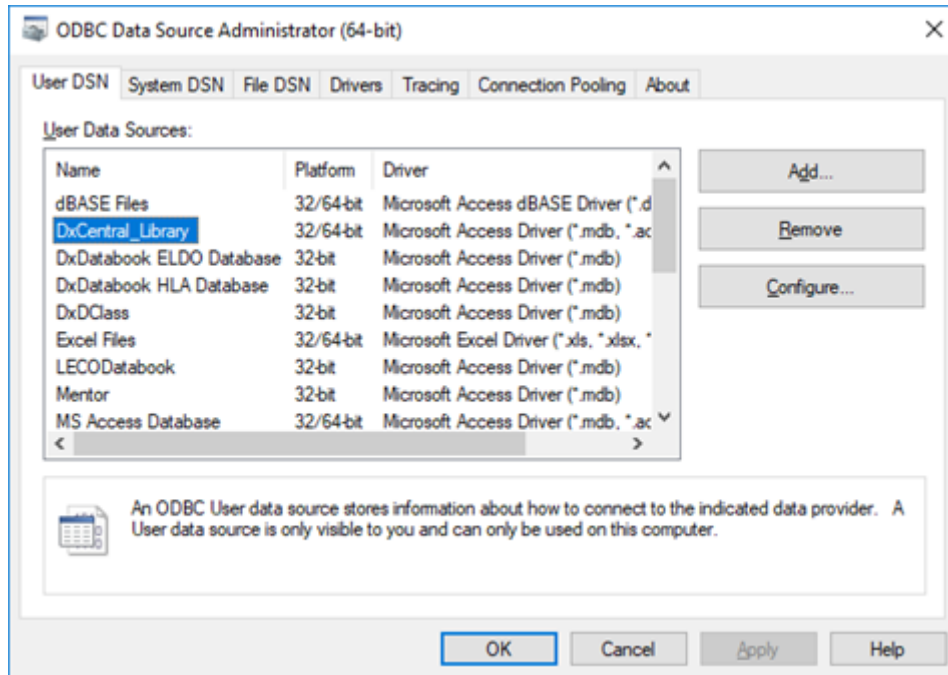 ODBC Data Source Administrator (64-bit)
User DSN System DSN File DSN Drivers Tracing Connection Pooling About
User Data Sources:
Name Platform Driver
dBASE Files 32/64-bit Microsoft Access dBASE Driver (*.d
DxCentral_Library 32/64-bit Microsoft Access Driver (*.mdb, *.ac
DxDatabook ELDO Database 32-bit Microsoft Access Driver (*.mdb)
DxDatabook HLA Database 32-bit Microsoft Access Driver (*.mdb)
DxDClass 32-bit Microsoft Access Driver (*.mdb)
Excel Files 32/64-bit Microsoft Excel Driver (*.xls, *.xlsx, *
LECODatabook 32-bit Microsoft Access Driver (*.mdb)
Mentor 32-bit Microsoft Access Driver (*.mdb)
MS Access Database 32/64-bit Microsoft Access Driver (*.mdb, *.ac
Add...
Remove
Configure...
An ODBC User data source stores information about how to connect to the indicated data provider. A
User data source is only visible to you and can only be used on this computer.
OK Cancel Apply Help